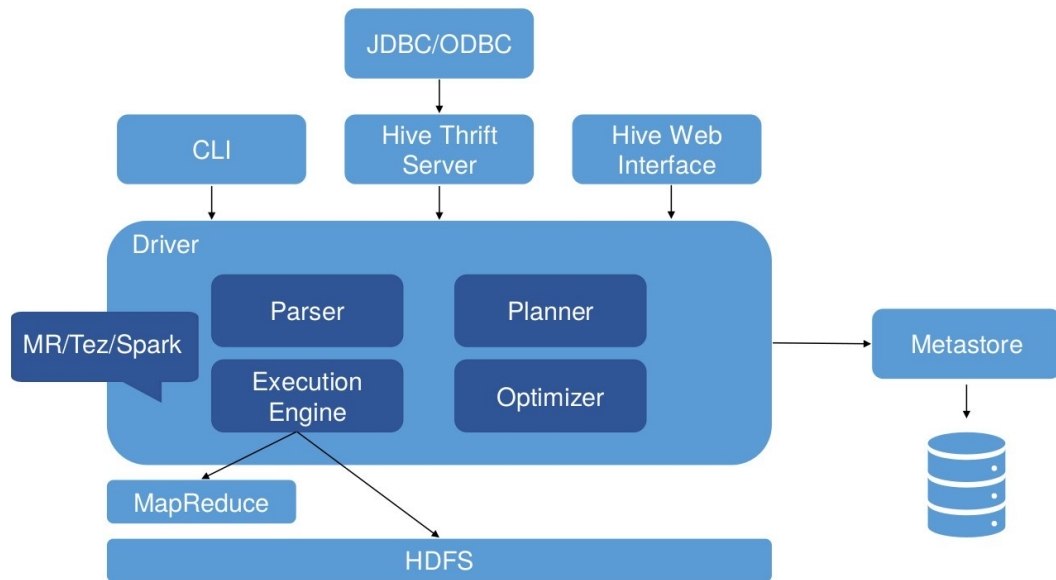 JDBC/ODBC
CLI
Hive Thrift
Server
Hive Web
Interface
Driver
Parser
Planner
MR/Tez/Spark
Metastore
Execution
Engine
Optimizer
MapReduce
HDFS